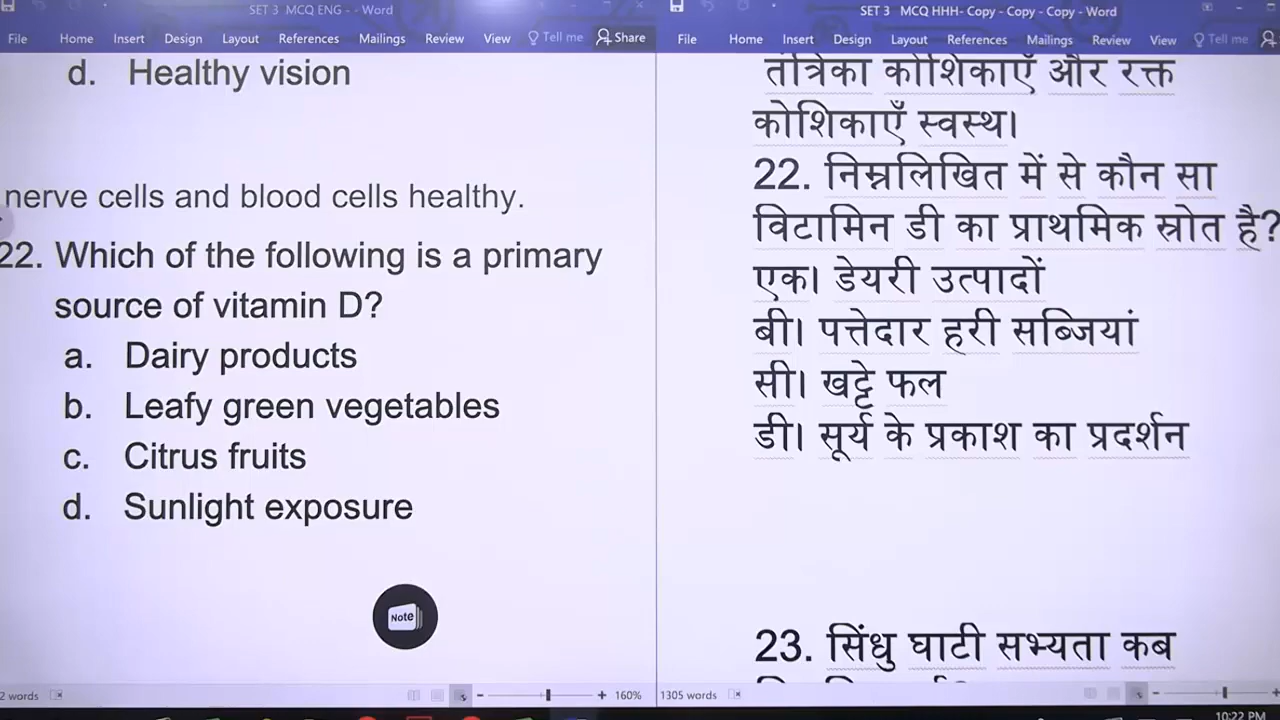 SET 3 MCQ ENG - - Word
File Home Insert Design Layout References Mailings Review View Tell me Share
d. Healthy vision
nerve cells and blood cells healthy.
22. Which of the following is a primary
source of vitamin D?
a. Dairy products
b. Leafy green vegetables
c. Citrus fruits
d. Sunlight exposure
Note
2 words
160%
SET 3 MCQ HHH- Copy - Copy - Copy - Word
File Home Insert Design Layout References Mailings Review View Tell me
तंत्रिका कोशिकाएँ और रक्त
कोशिकाएँ स्वस्थ।
22. निम्नलिखित में से कौन सा
विटामिन डी का प्राथमिक स्रोत है?
एक। डेयरी उत्पादों
बी। पत्तेदार हरी सब्जियां
सी। खट्टे फल
डी। सूर्य के प्रकाश का प्रदर्शन
23. सिंधु घाटी सभ्यता कब
1305 words
10:22 PM